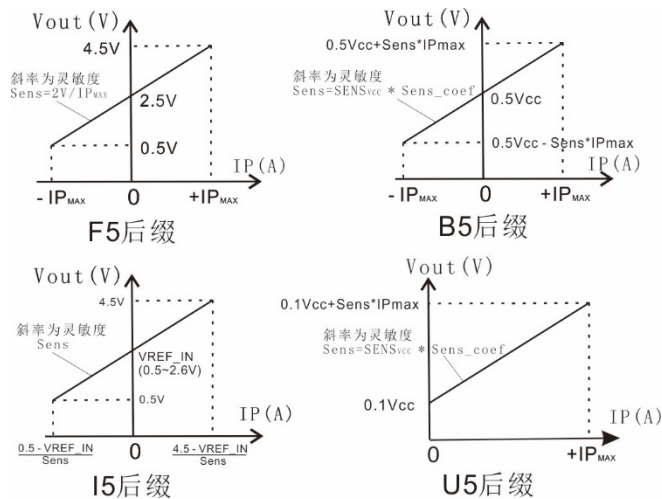 Vout(V)
4.5V
斜率为灵敏度
Sens=2V/IPMAX
2.5V
0.5V
IP(A)
- IPMAX
0
+IPMAX
F5后缀
Vout(V)
0.5Vcc+Sens*IPmax
斜率为灵敏度
Sens=SENSvcc * Sens_coef
0.5Vcc
0.5Vcc - Sens*IPmax
IP(A)
- IPMAX
0
+IPMAX
B5后缀
Vout(V)
4.5V
斜率为灵敏度
Sens
VREF_IN
(0.5~2.6V)
0.5V
IP(A)
0.5 - VREF_IN
Sens
0
4.5 - VREF_IN
Sens
I5后缀
Vout(V)
0.1Vcc+Sens*IPmax
斜率为灵敏度
Sens=SENSvcc * Sens_coef
0.1Vcc
IP(A)
0
+IPMAX
U5后缀